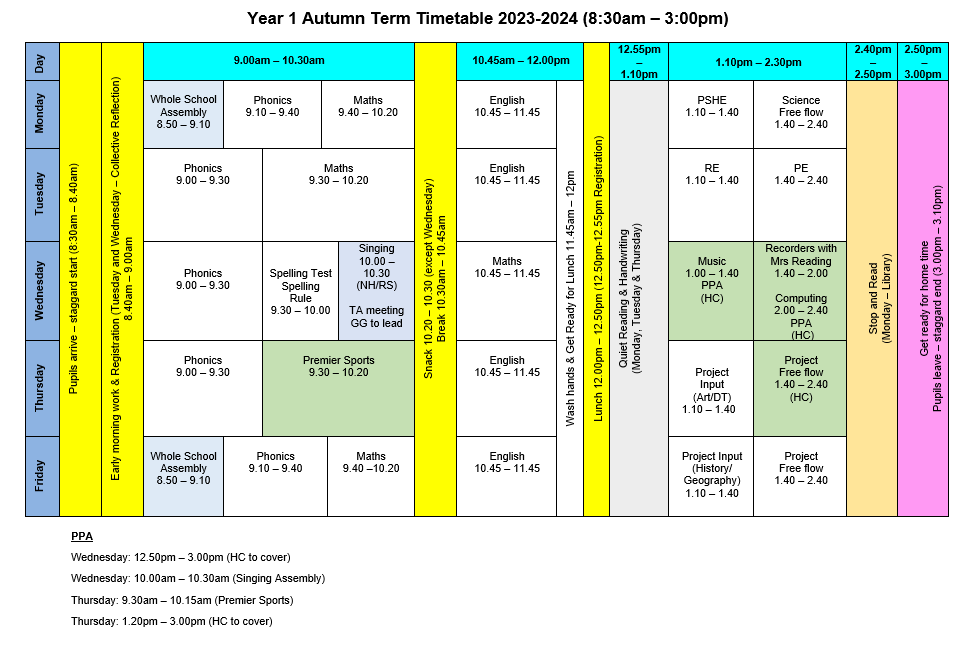 Year 1 Autumn Term Timetable 2023-2024 (8:30am – 3:00pm)
Day
9.00am – 10.30am
10.45am – 12.00pm
12.55pm
–
1.10pm
1.10pm – 2.30pm
2.40pm
–
2.50pm
2.50pm
–
3.00pm
Pupils arrive – staggard start (8:30am – 8.40am)
Early morning work & Registration (Tuesday and Wednesday – Collective Reflection)
8.40am – 9.00am
Snack 10.20 – 10.30 (except Wednesday)
Break 10.30am – 10.45am
Wash hands & Get Ready for Lunch 11.45am – 12pm
Lunch 12.00pm – 12.50pm (12.50pm-12.55pm Registration)
Quiet Reading & Handwriting
(Monday, Tuesday & Thursday)
Stop and Read
(Monday – Library)
Get ready for home time
Pupils leave – staggard end (3.00pm – 3.10pm)
Monday
Whole School
Assembly
8.50 – 9.10
Phonics
9.10 – 9.40
Maths
9.40 – 10.20
English
10.45 – 11.45
PSHE
1.10 – 1.40
Science
Free flow
1.40 – 2.40
Tuesday
Phonics
9.00 – 9.30
Maths
9.30 – 10.20
English
10.45 – 11.45
RE
1.10 – 1.40
PE
1.40 – 2.40
Wednesday
Phonics
9.00 – 9.30
Spelling Test
Spelling
Rule
9.30 – 10.00
Singing
10.00 –
10.30
(NH/RS)
TA meeting
GG to lead
Maths
10.45 – 11.45
Music
1.00 – 1.40
PPA
(HC)
Recorders with
Mrs Reading
1.40 – 2.00
Computing
2.00 – 2.40
PPA
(HC)
Thursday
Phonics
9.00 – 9.30
Premier Sports
9.30 – 10.20
English
10.45 – 11.45
Project
Input
(Art/DT)
1.10 – 1.40
Project
Free flow
1.40 – 2.40
(HC)
Friday
Whole School
Assembly
8.50 – 9.10
Phonics
9.10 – 9.40
Maths
9.40 –10.20
English
10.45 – 11.45
Project Input
(History/
Geography)
1.10 – 1.40
Project
Free flow
1.40 – 2.40
PPA
Wednesday: 12.50pm – 3.00pm (HC to cover)
Wednesday: 10.00am – 10.30am (Singing Assembly)
Thursday: 9.30am – 10.15am (Premier Sports)
Thursday: 1.20pm – 3.00pm (HC to cover)